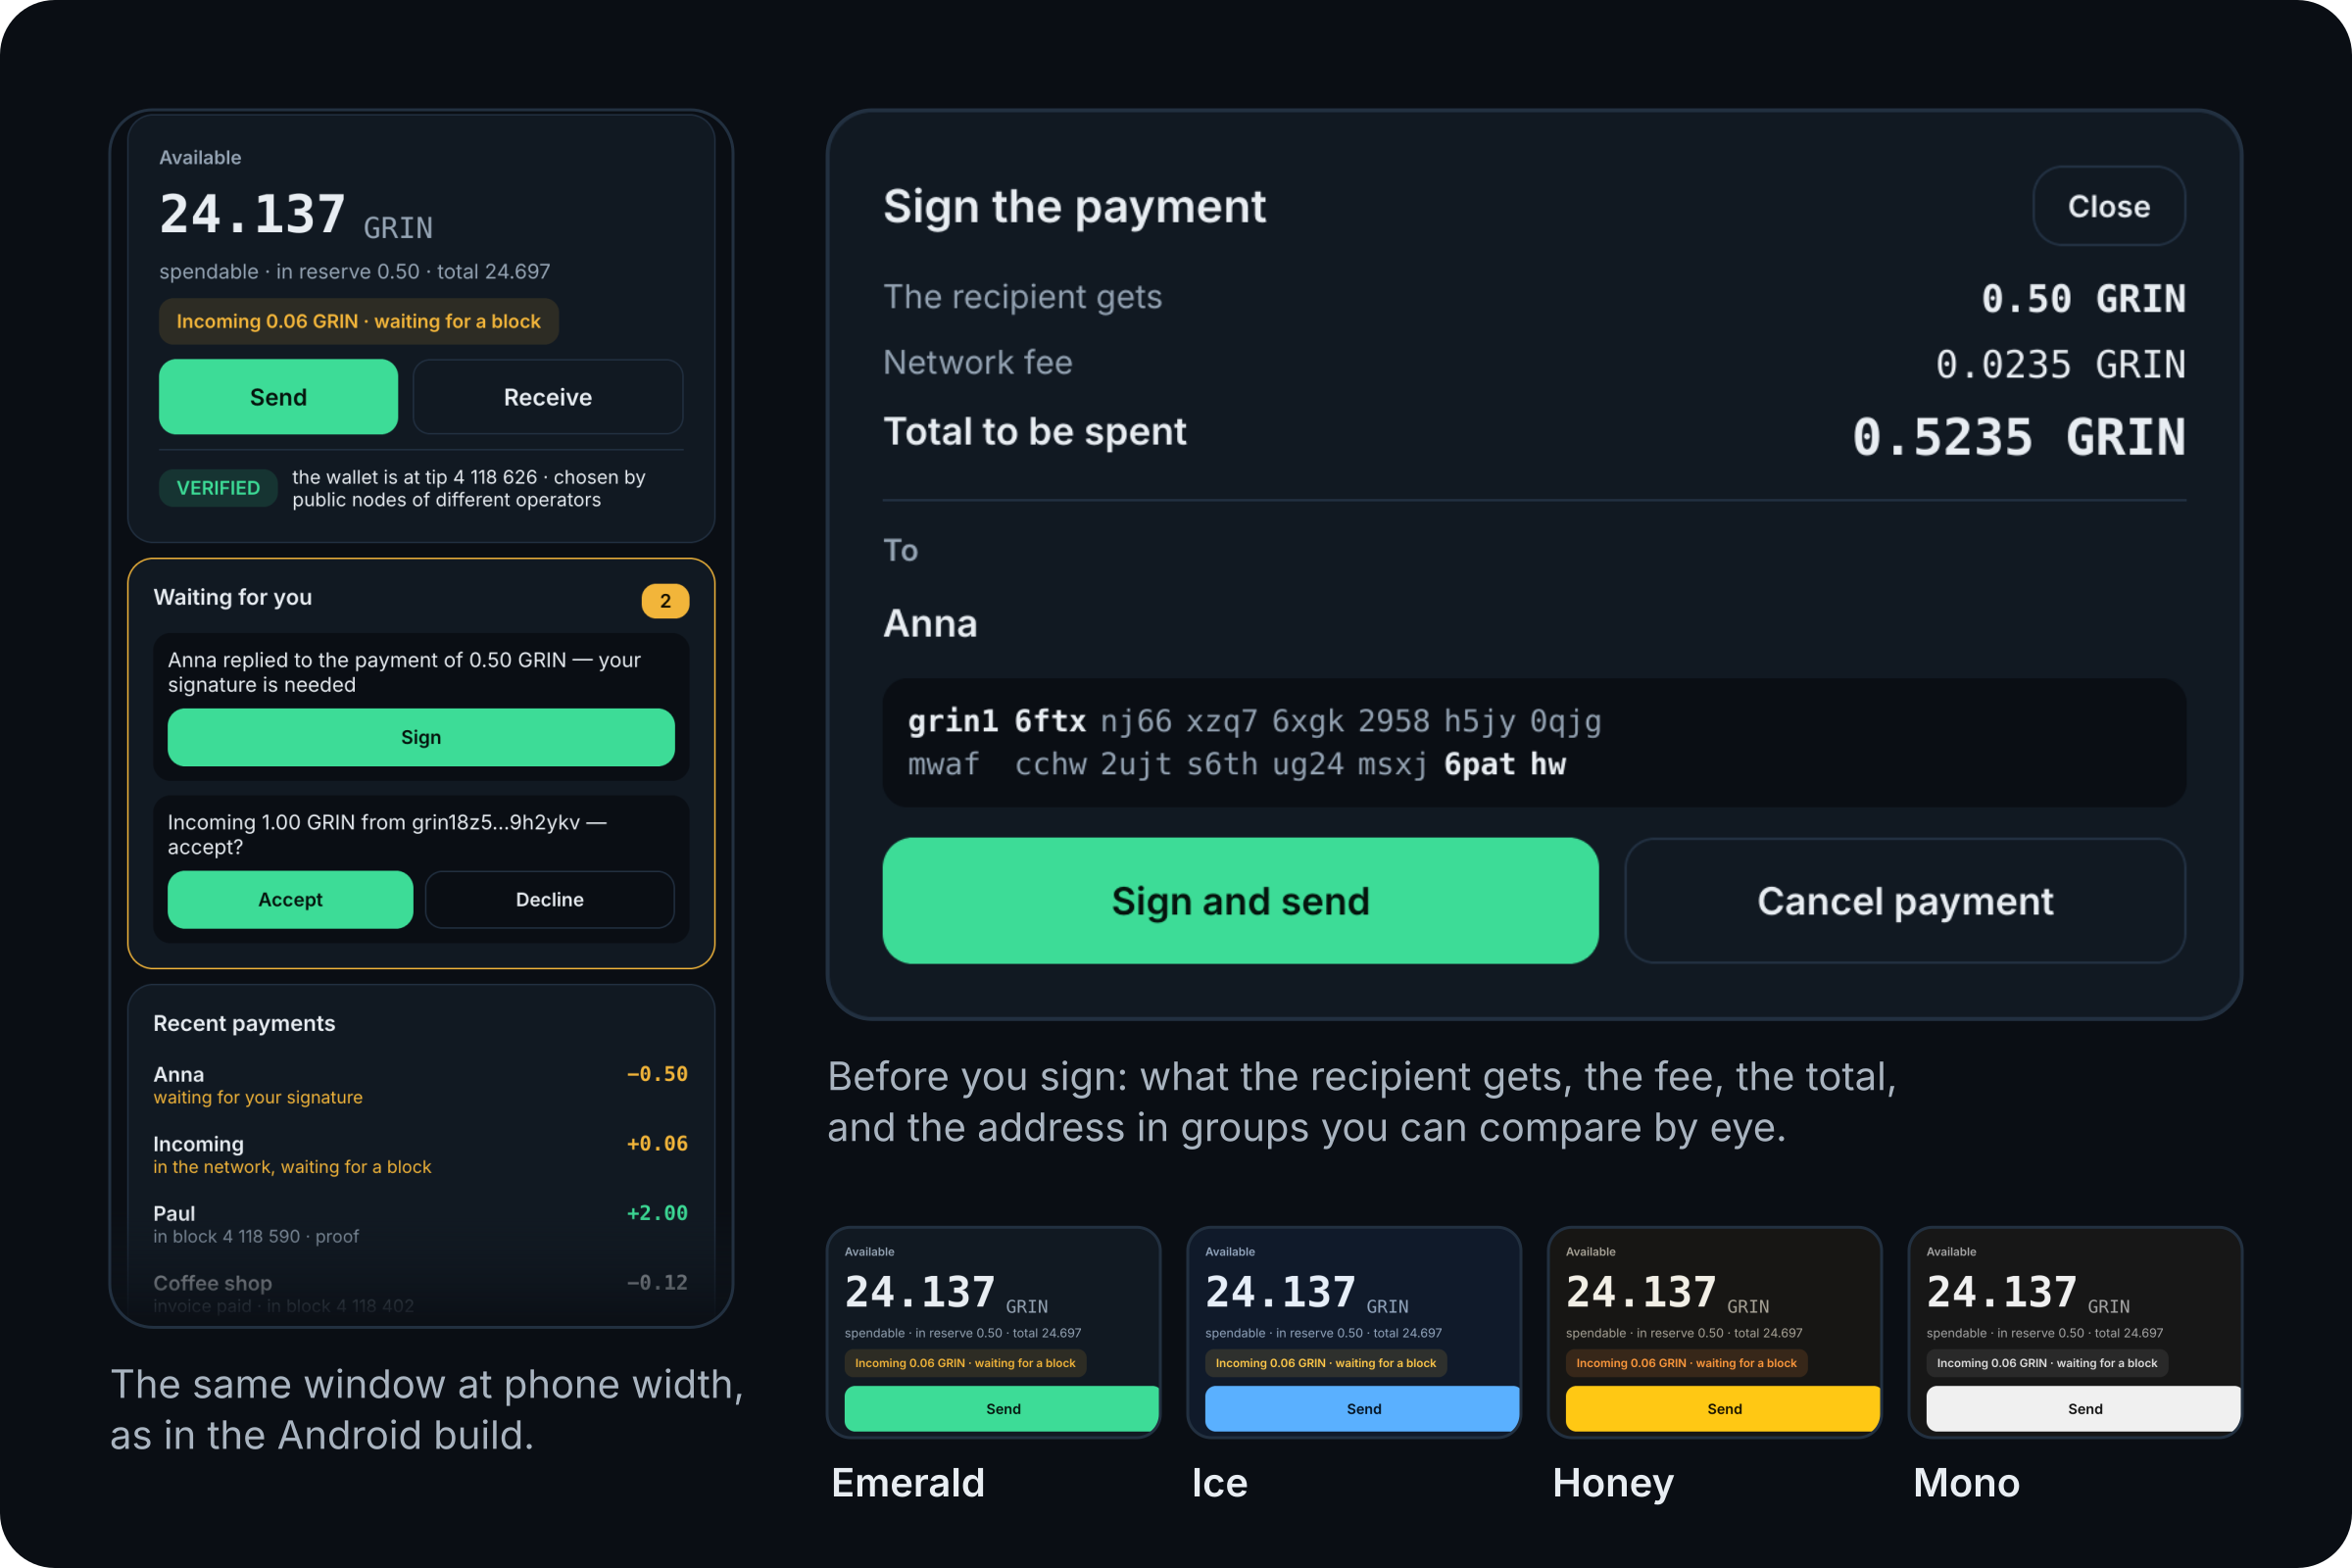 Available
24.137 GRIN
spendable · in reserve 0.50 · total 24.697
Incoming 0.06 GRIN · waiting for a block
Send
Receive
VERIFIED
the wallet is at tip 4 118 626 · chosen by
public nodes of different operators
Waiting for you
2
Anna replied to the payment of 0.50 GRIN — your
signature is needed
Sign
Incoming 1.00 GRIN from grin18z5...9h2ykv —
accept?
Accept
Decline
Recent payments
Anna
−0.50
waiting for your signature
Incoming
+0.06
in the network, waiting for a block
Paul
+2.00
in block 4 118 590 · proof
Coffee shop
−0.12
invoice paid · in block 4 118 402
The same window at phone width,
as in the Android build.
Sign the payment
Close
The recipient gets
0.50 GRIN
Network fee
0.0235 GRIN
Total to be spent
0.5235 GRIN
To
Anna
grin1 6ftx nj66 xzq7 6xgk 2958 h5jy 0qjg
mwaf cchw 2ujt s6th ug24 msxj 6pat hw
Sign and send
Cancel payment
Before you sign: what the recipient gets, the fee, the total,
and the address in groups you can compare by eye.
Available
24.137 GRIN
spendable · in reserve 0.50 · total 24.697
Incoming 0.06 GRIN · waiting for a block
Send
Emerald
Available
24.137 GRIN
spendable · in reserve 0.50 · total 24.697
Incoming 0.06 GRIN · waiting for a block
Send
Ice
Available
24.137 GRIN
spendable · in reserve 0.50 · total 24.697
Incoming 0.06 GRIN · waiting for a block
Send
Honey
Available
24.137 GRIN
spendable · in reserve 0.50 · total 24.697
Incoming 0.06 GRIN · waiting for a block
Send
Mono